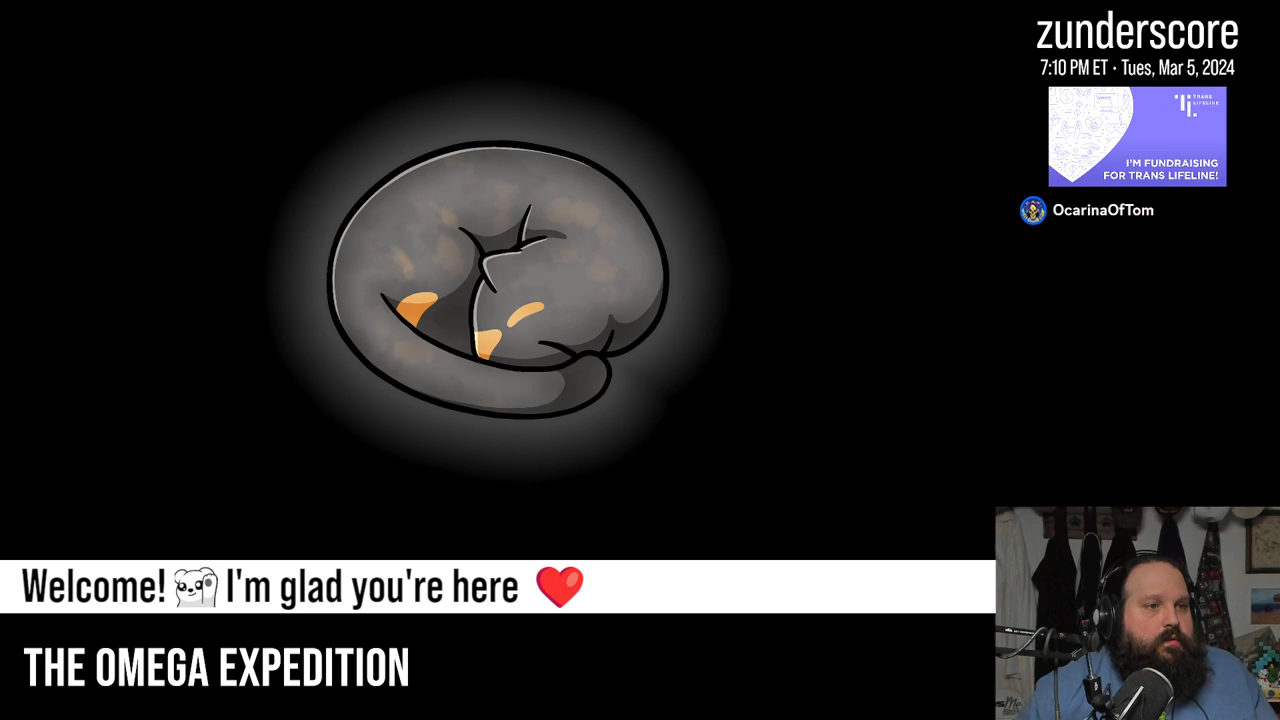 zunderscore
7:10 PM ET · Tues, Mar 5, 2024
TRANS
LIFELINE
I'M FUNDRAISING
FOR TRANS LIFELINE!
OcarinaOfTom
Welcome! I'm glad you're here ❤️
THE OMEGA EXPEDITION